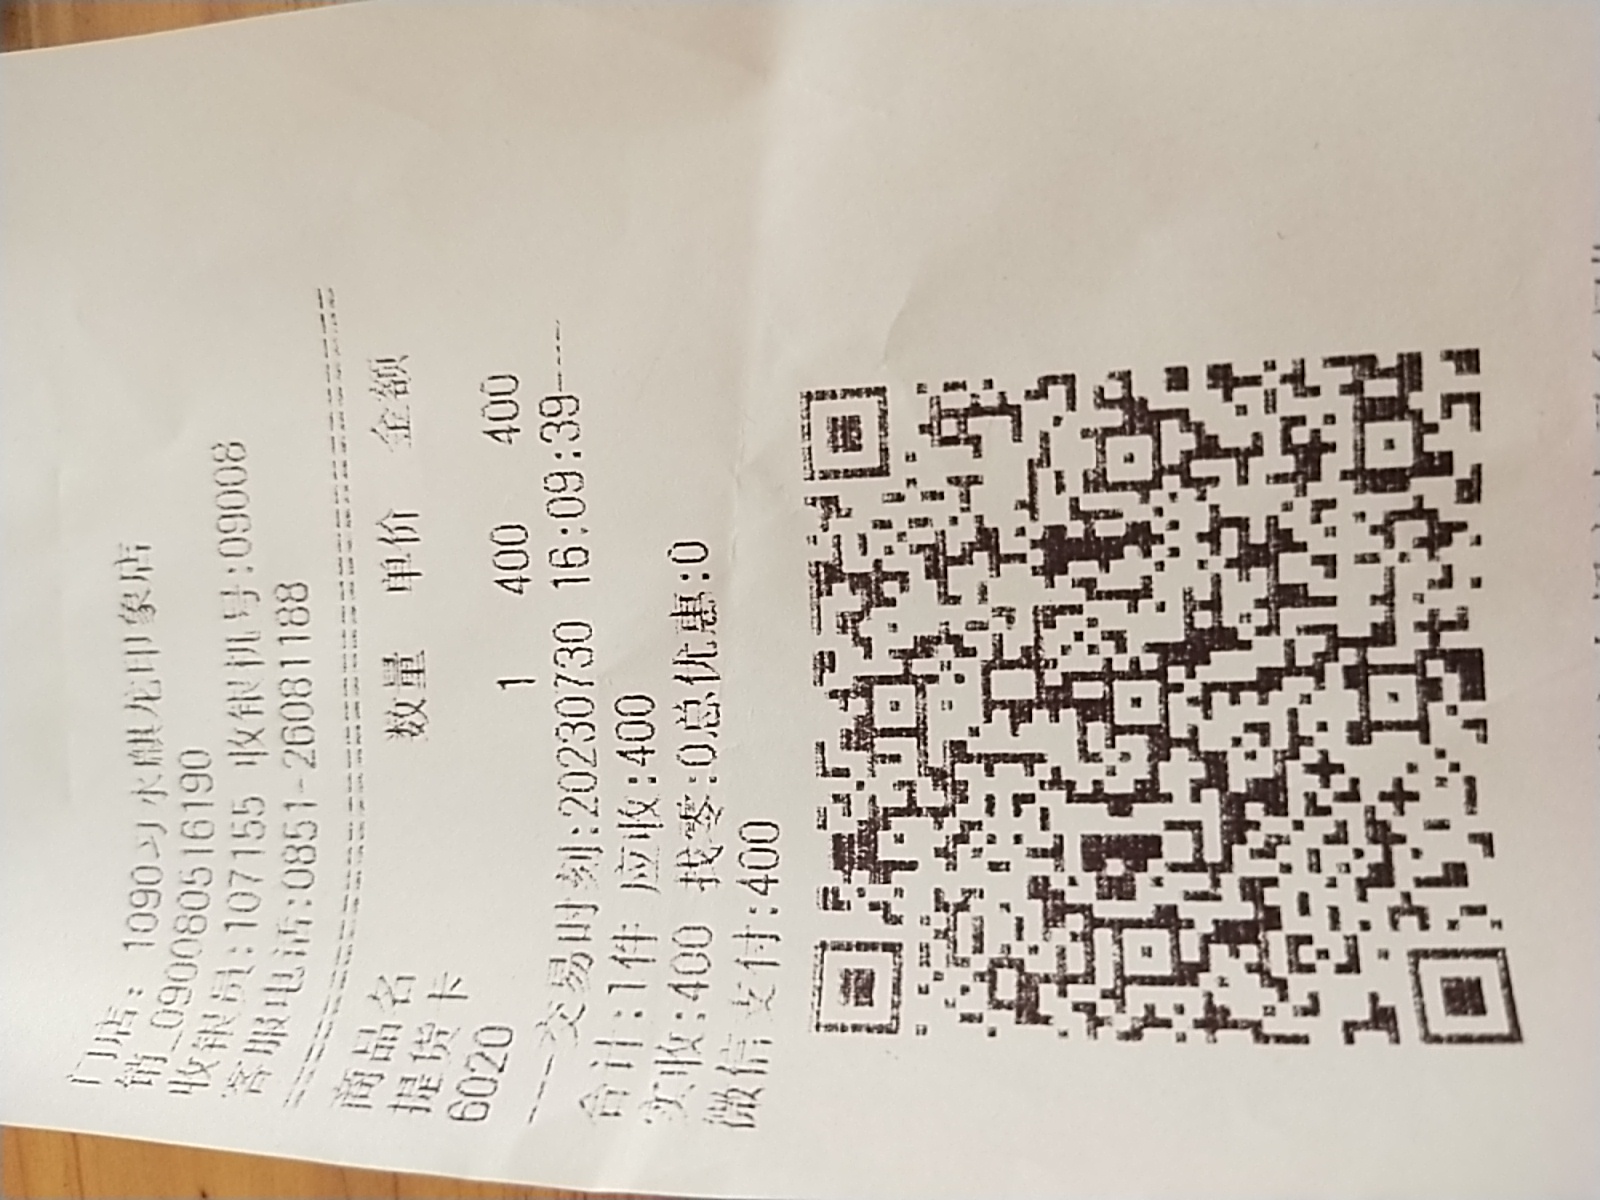 门店: 1090习水麒龙印象店
销_0900805516190
收银员:107155 收银机号:09008
客服电话:0851-26081188
================================
商品名 数量 单价 金额
提货卡
6020 1 400 400
----交易时刻:20230730 16:09:39----
合计:1件 应收:400
实收:400 找零:0总优惠:0
微信支付:400